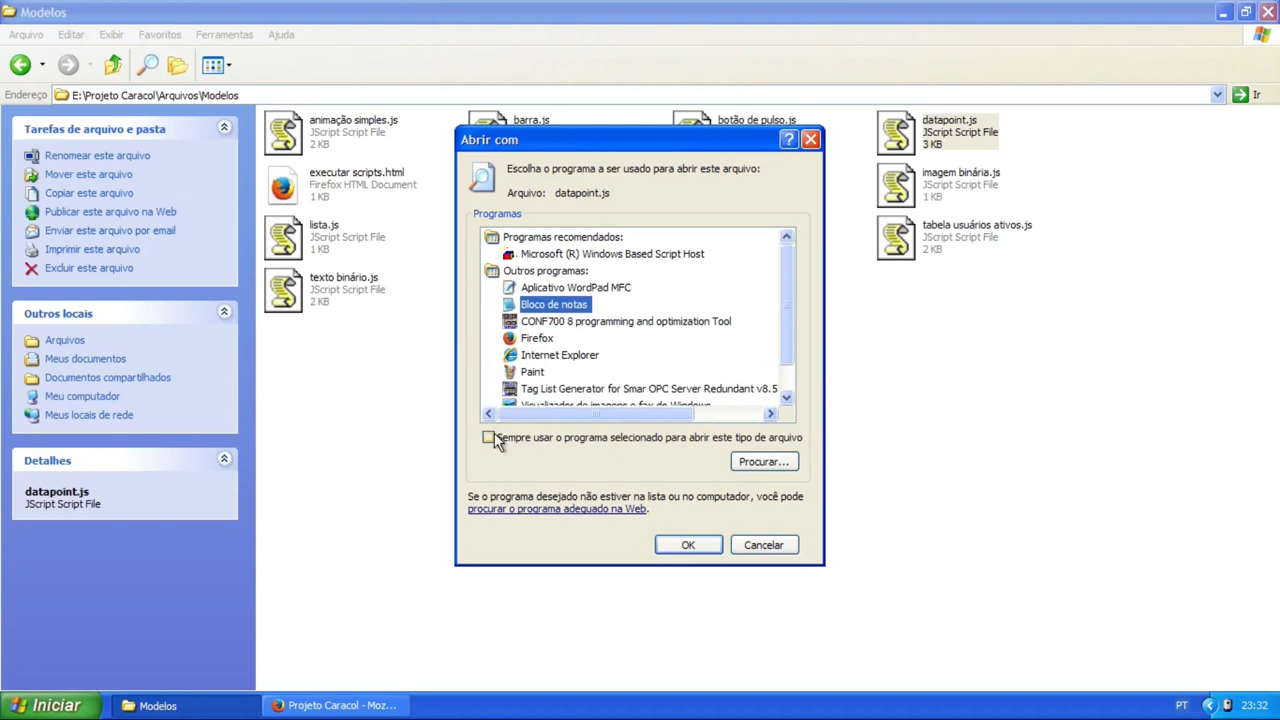 Modelos
Arquivo Editar Exibir Favoritos Ferramentas Ajuda
Endereço E:\Projeto Caracol\Arquivos\Modelos Ir
Tarefas de arquivo e pasta
Renomear este arquivo
Mover este arquivo
Copiar este arquivo
Publicar este arquivo na Web
Enviar este arquivo por email
Imprimir este arquivo
Excluir este arquivo
Outros locais
Arquivos
Meus documentos
Documentos compartilhados
Meu computador
Meus locais de rede
Detalhes
datapoint.js
JScript Script File
animação simples.js
JScript Script File
2 KB
barra.js
botão de pulso.js
datapoint.js
JScript Script File
3 KB
executar scripts.html
Firefox HTML Document
1 KB
imagem binária.js
JScript Script File
2 KB
lista.js
JScript Script File
1 KB
tabela usuários ativos.js
JScript Script File
2 KB
texto binário.js
JScript Script File
2 KB
Abrir com
Escolha o programa a ser usado para abrir este arquivo:
Arquivo: datapoint.js
Programas
Programas recomendados:
Microsoft (R) Windows Based Script Host
Outros programas:
Aplicativo WordPad MFC
Bloco de notas
CONF700 8 programming and optimization Tool
Firefox
Internet Explorer
Paint
Tag List Generator for Smar OPC Server Redundant v8.5
Visualizador de imagens e fax do Windows
Sempre usar o programa selecionado para abrir este tipo de arquivo
Procurar...
Se o programa desejado não estiver na lista ou no computador, você pode
procurar o programa adequado na Web.
OK Cancelar
Iniciar Modelos Projeto Caracol - Moz... PT 23:32